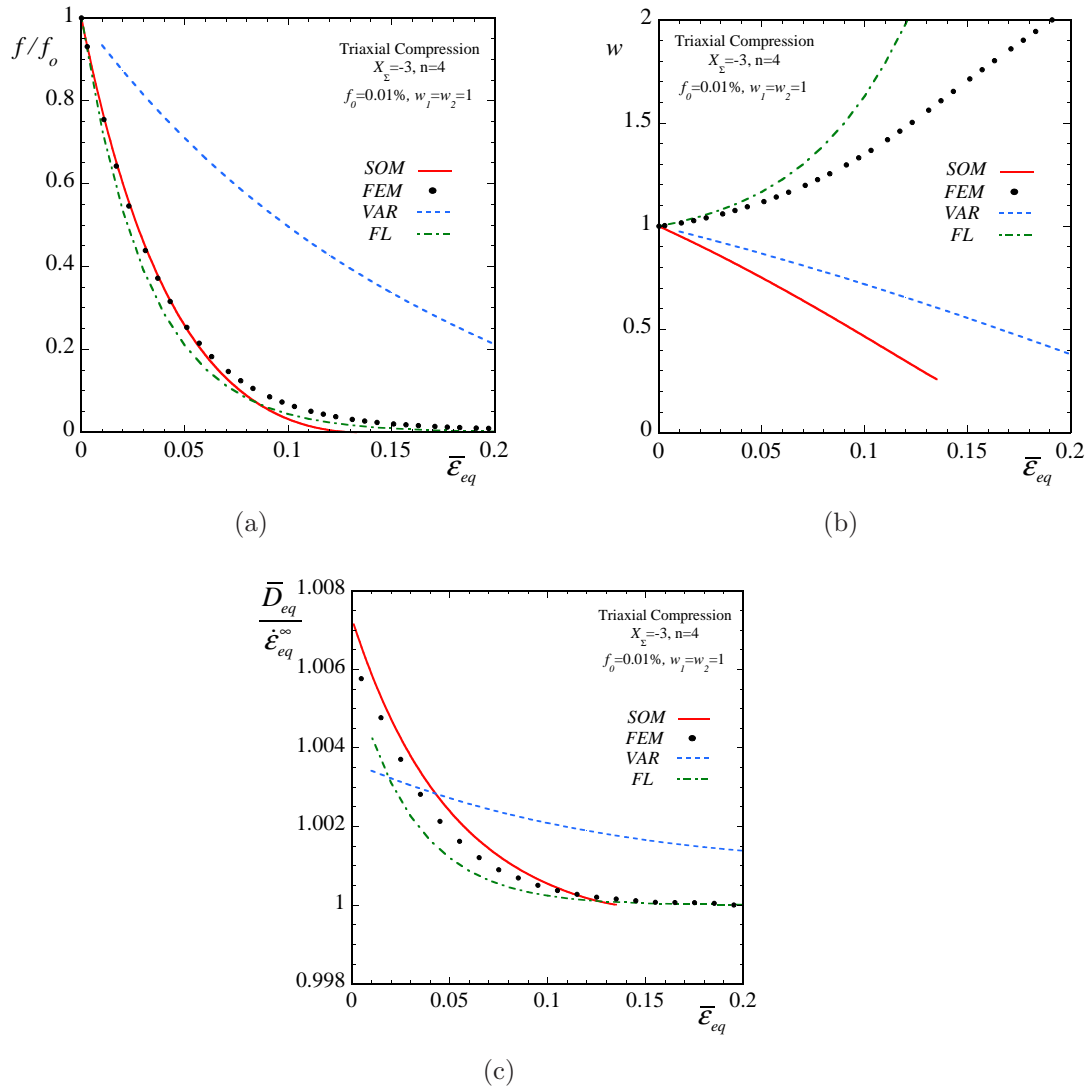 f/f_o
1
0.8
0.6
0.4
0.2
0
0
0.05
0.1
0.15
0.2
ε̅_eq
Triaxial Compression
X_Σ=-3, n=4
f_0=0.01%, w_1=w_2=1
SOM
FEM
VAR
FL
(a)
w
2
1.5
1
0.5
0
0
0.05
0.1
0.15
0.2
ε̅_eq
Triaxial Compression
X_Σ=-3, n=4
f_0=0.01%, w_1=w_2=1
SOM
FEM
VAR
FL
(b)
D̅_eq
ε̇_eq^∞
1.008
1.006
1.004
1.002
1
0.998
0
0.05
0.1
0.15
0.2
ε̅_eq
Triaxial Compression
X_Σ=-3, n=4
f_0=0.01%, w_1=w_2=1
SOM
FEM
VAR
FL
(c)